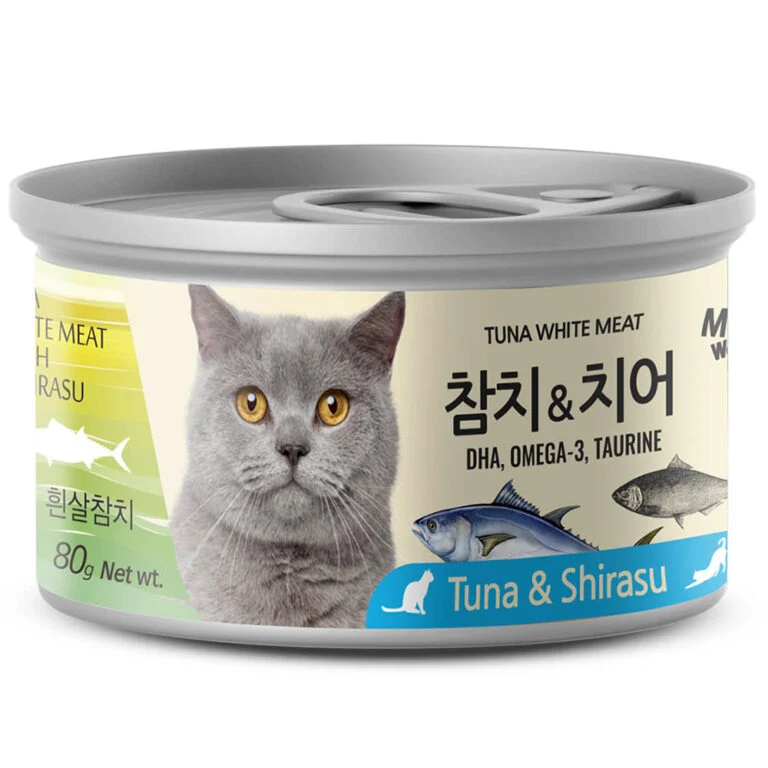 TE MEAT
H
RASU
흰살참치
80g Net wt.
TUNA WHITE MEAT
참치&치어
DHA, OMEGA-3, TAURINE
Tuna & Shirasu